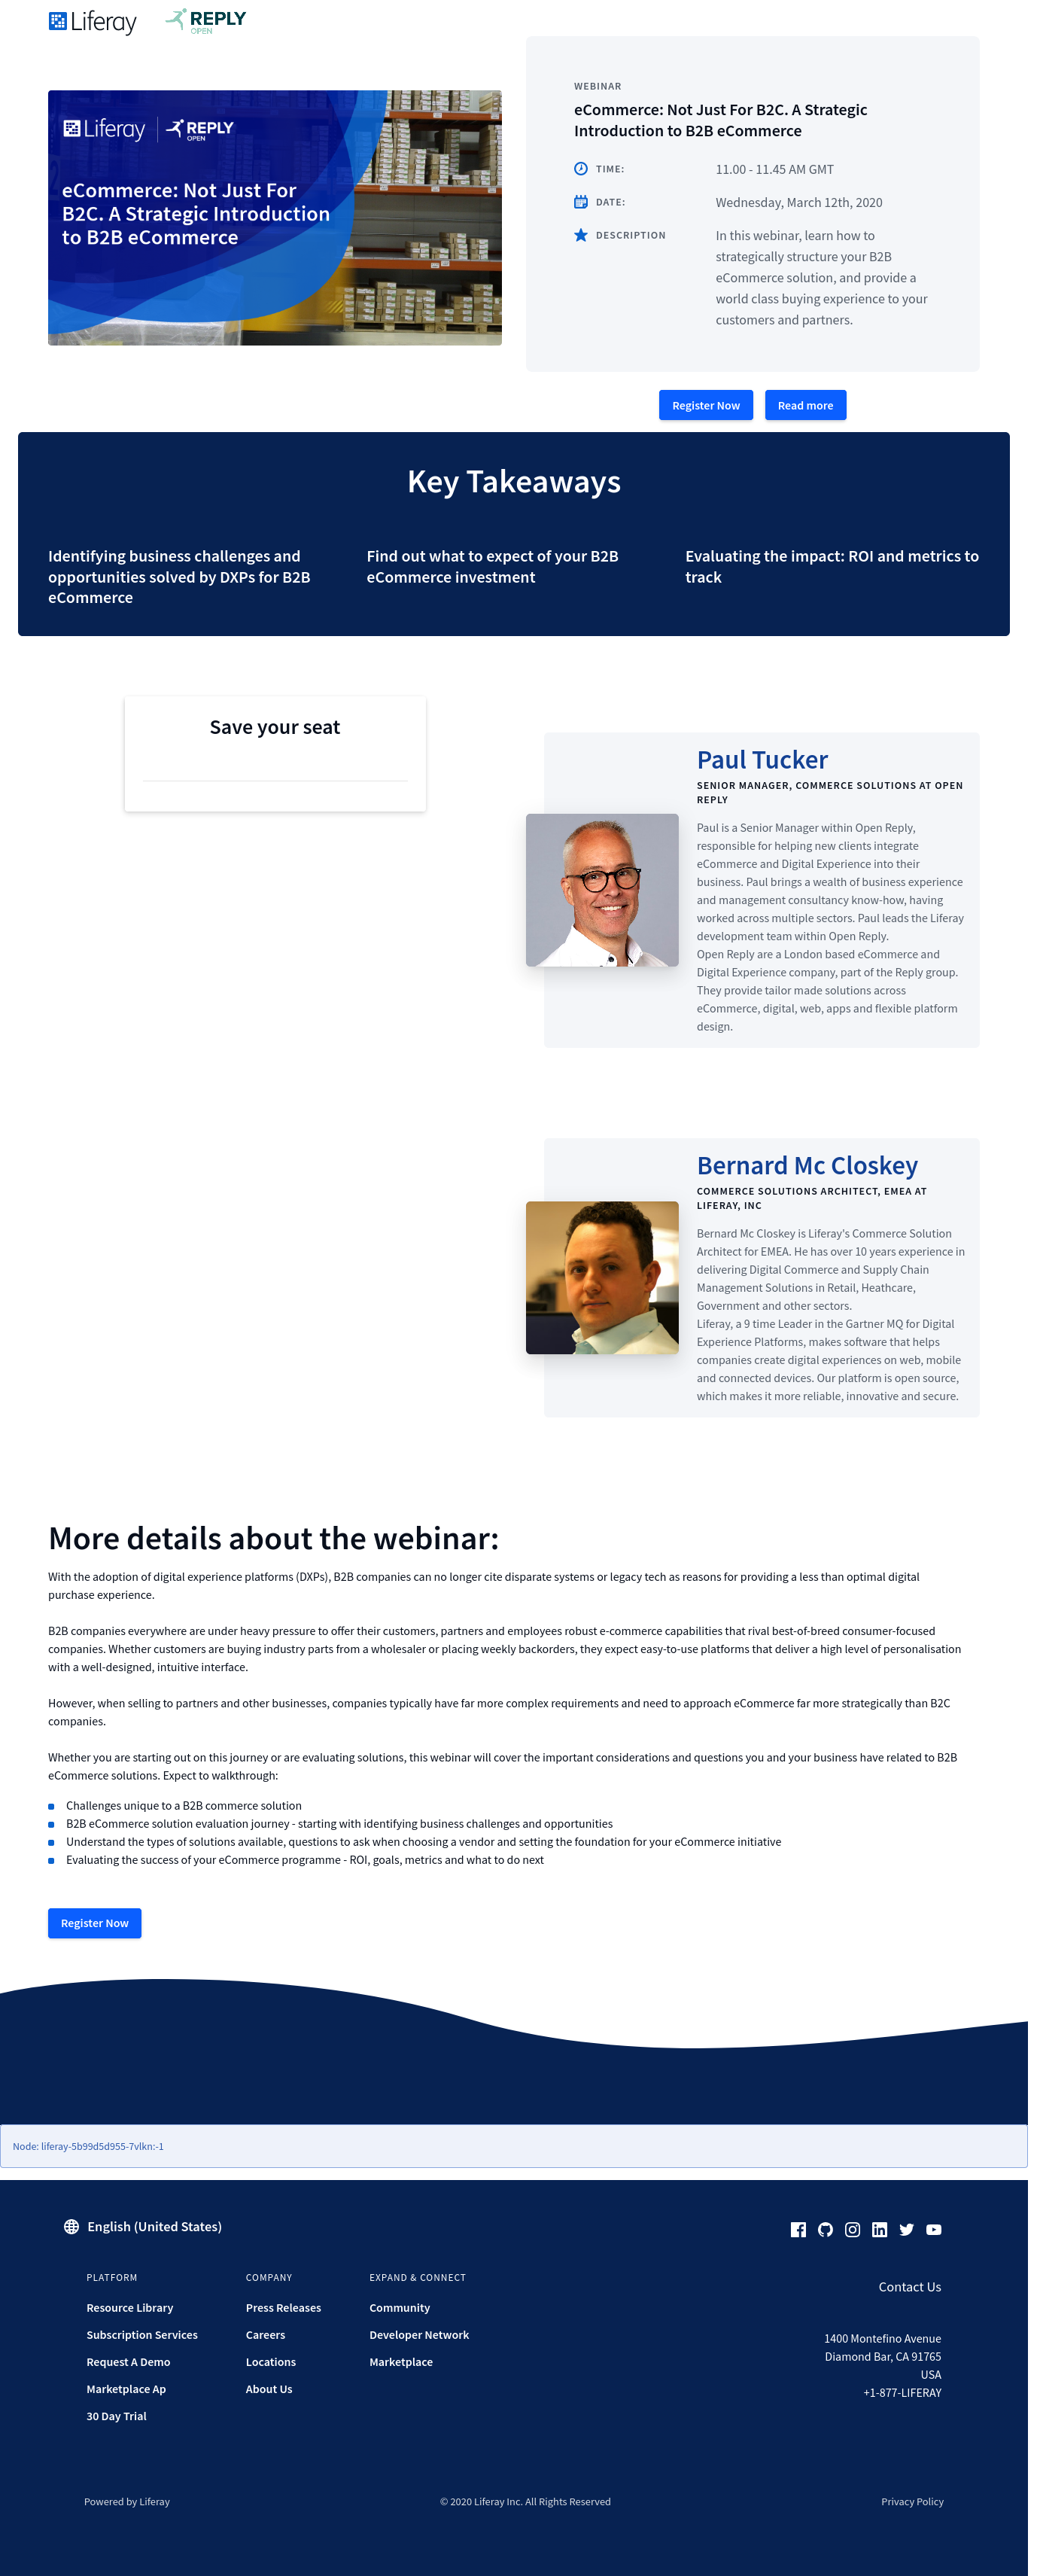 Liferay
REPLY
OPEN
Liferay
REPLY
OPEN
eCommerce: Not Just For
B2C. A Strategic Introduction
to B2B eCommerce
WEBINAR
eCommerce: Not Just For B2C. A Strategic
Introduction to B2B eCommerce
TIME:
11.00 - 11.45 AM GMT
DATE:
Wednesday, March 12th, 2020
DESCRIPTION
In this webinar, learn how to
strategically structure your B2B
eCommerce solution, and provide a
world class buying experience to your
customers and partners.
Register Now
Read more
Key Takeaways
Identifying business challenges and
opportunities solved by DXPs for B2B
eCommerce
Find out what to expect of your B2B
eCommerce investment
Evaluating the impact: ROI and metrics to
track
Save your seat
Paul Tucker
SENIOR MANAGER, COMMERCE SOLUTIONS AT OPEN
REPLY
Paul is a Senior Manager within Open Reply,
responsible for helping new clients integrate
eCommerce and Digital Experience into their
business. Paul brings a wealth of business experience
and management consultancy know-how, having
worked across multiple sectors. Paul leads the Liferay
development team within Open Reply.
Open Reply are a London based eCommerce and
Digital Experience company, part of the Reply group.
They provide tailor made solutions across
eCommerce, digital, web, apps and flexible platform
design.
Bernard Mc Closkey
COMMERCE SOLUTIONS ARCHITECT, EMEA AT
LIFERAY, INC
Bernard Mc Closkey is Liferay's Commerce Solution
Architect for EMEA. He has over 10 years experience in
delivering Digital Commerce and Supply Chain
Management Solutions in Retail, Heathcare,
Government and other sectors.
Liferay, a 9 time Leader in the Gartner MQ for Digital
Experience Platforms, makes software that helps
companies create digital experiences on web, mobile
and connected devices. Our platform is open source,
which makes it more reliable, innovative and secure.
More details about the webinar:
With the adoption of digital experience platforms (DXPs), B2B companies can no longer cite disparate systems or legacy tech as reasons for providing a less than optimal digital
purchase experience.
B2B companies everywhere are under heavy pressure to offer their customers, partners and employees robust e-commerce capabilities that rival best-of-breed consumer-focused
companies. Whether customers are buying industry parts from a wholesaler or placing weekly backorders, they expect easy-to-use platforms that deliver a high level of personalisation
with a well-designed, intuitive interface.
However, when selling to partners and other businesses, companies typically have far more complex requirements and need to approach eCommerce far more strategically than B2C
companies.
Whether you are starting out on this journey or are evaluating solutions, this webinar will cover the important considerations and questions you and your business have related to B2B
eCommerce solutions. Expect to walkthrough:
Challenges unique to a B2B commerce solution
B2B eCommerce solution evaluation journey - starting with identifying business challenges and opportunities
Understand the types of solutions available, questions to ask when choosing a vendor and setting the foundation for your eCommerce initiative
Evaluating the success of your eCommerce programme - ROI, goals, metrics and what to do next
Register Now
Node: liferay-5b99d5d955-7vlkn:-1
English (United States)
PLATFORM
Resource Library
Subscription Services
Request A Demo
Marketplace Ap
30 Day Trial
COMPANY
Press Releases
Careers
Locations
About Us
EXPAND & CONNECT
Community
Developer Network
Marketplace
Contact Us
1400 Montefino Avenue
Diamond Bar, CA 91765
USA
+1-877-LIFERAY
Powered by Liferay
© 2020 Liferay Inc. All Rights Reserved
Privacy Policy